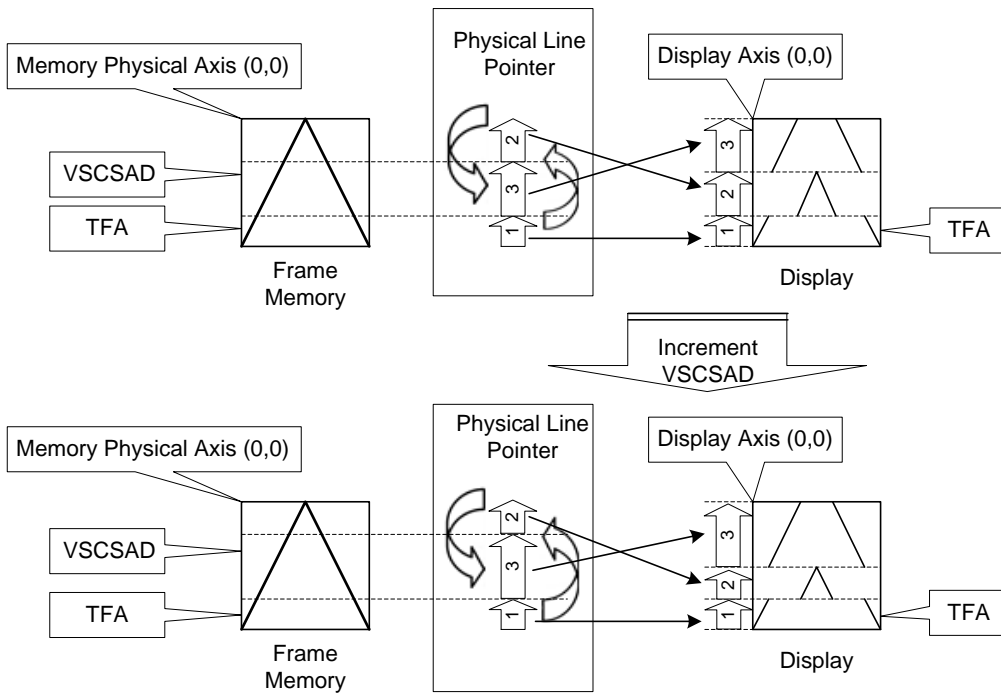 Physical Line
Pointer
Memory Physical Axis (0,0)
Display Axis (0,0)
VSCSAD
TFA
2
3
1
3
2
1
TFA
Frame
Memory
Display
Increment
VSCSAD
Physical Line
Pointer
Memory Physical Axis (0,0)
Display Axis (0,0)
VSCSAD
TFA
2
3
1
3
2
1
TFA
Frame
Memory
Display